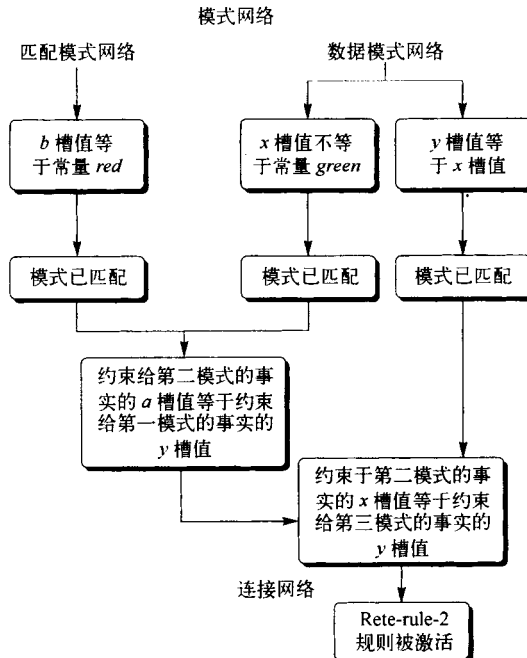 模式网络
匹配模式网络
数据模式网络
b 槽值等
于常量 red
x 槽值不等
于常量 green
y 槽值等
于 x 槽值
模式已匹配
模式已匹配
模式已匹配
约束给第二模式的事
实的 a 槽值等于约束
给第一模式的事实的
y 槽值
约束于第二模式的事
实的 x 槽值等于约束
给第三模式的事实的
y 槽值
连接网络
Rete-rule-2
规则被激活